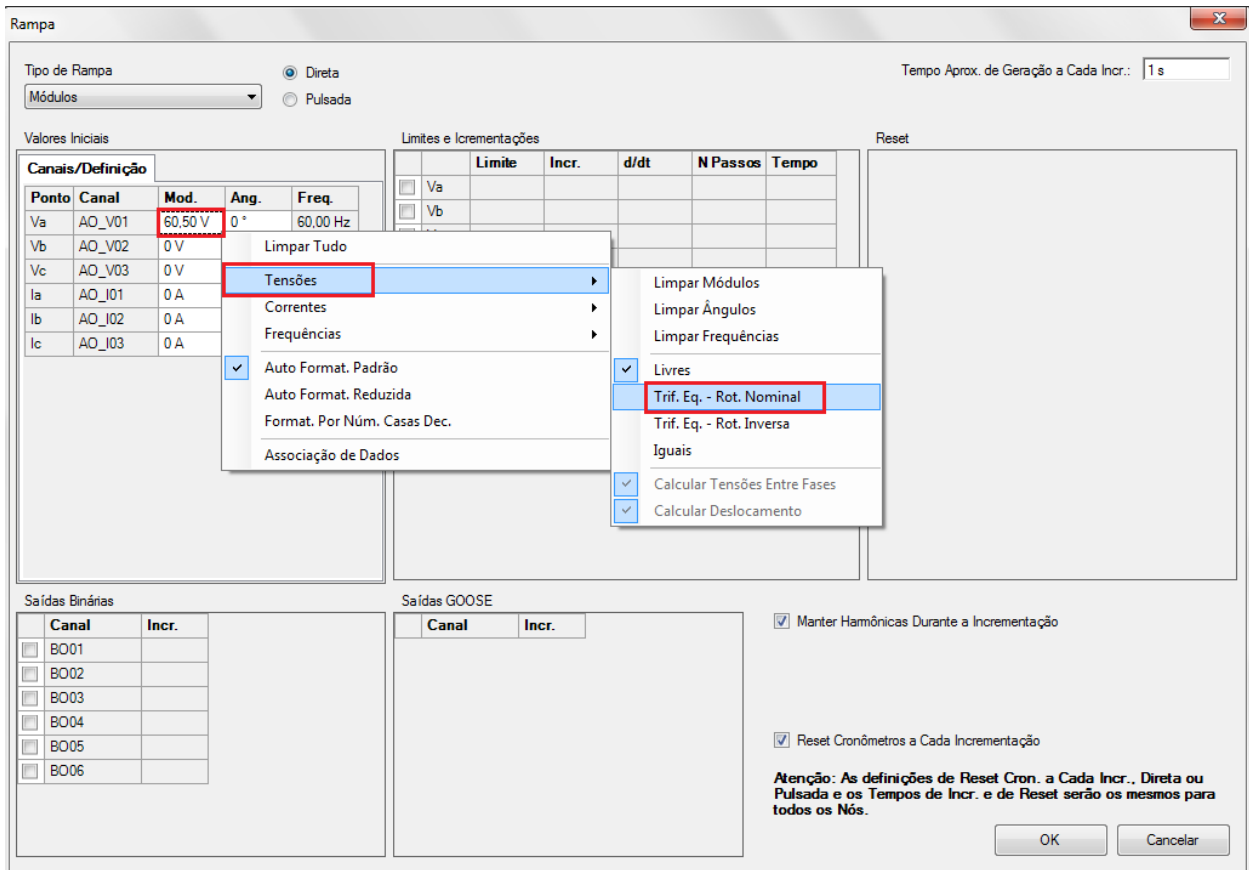 Rampa
x
Tipo de Rampa
Módulos
Direta
Pulsada
Tempo Aprox. de Geração a Cada Incr.: 1 s
Valores Iniciais
Canais/Definição
Ponto Canal Mod. Ang. Freq.
Va AO_V01 60,50 V 0 ° 60,00 Hz
Vb AO_V02 0 V
Vc AO_V03 0 V
Ia AO_I01 0 A
Ib AO_I02 0 A
Ic AO_I03 0 A
Limites e Icrementações
Limite Incr. d/dt N Passos Tempo
Va
Vb
Reset
Limpar Tudo
Tensões
Correntes
Frequências
Auto Format. Padrão
Auto Format. Reduzida
Format. Por Núm. Casas Dec.
Associação de Dados
Limpar Módulos
Limpar Ângulos
Limpar Frequências
Livres
Trif. Eq. - Rot. Nominal
Trif. Eq. - Rot. Inversa
Iguais
Calcular Tensões Entre Fases
Calcular Deslocamento
Saídas Binárias
Canal Incr.
BO01
BO02
BO03
BO04
BO05
BO06
Saídas GOOSE
Canal Incr.
Manter Harmônicas Durante a Incrementação
Reset Cronômetros a Cada Incrementação
Atenção: As definições de Reset Cron. a Cada Incr., Direta ou
Pulsada e os Tempos de Incr. e de Reset serão os mesmos para
todos os Nós.
OK
Cancelar